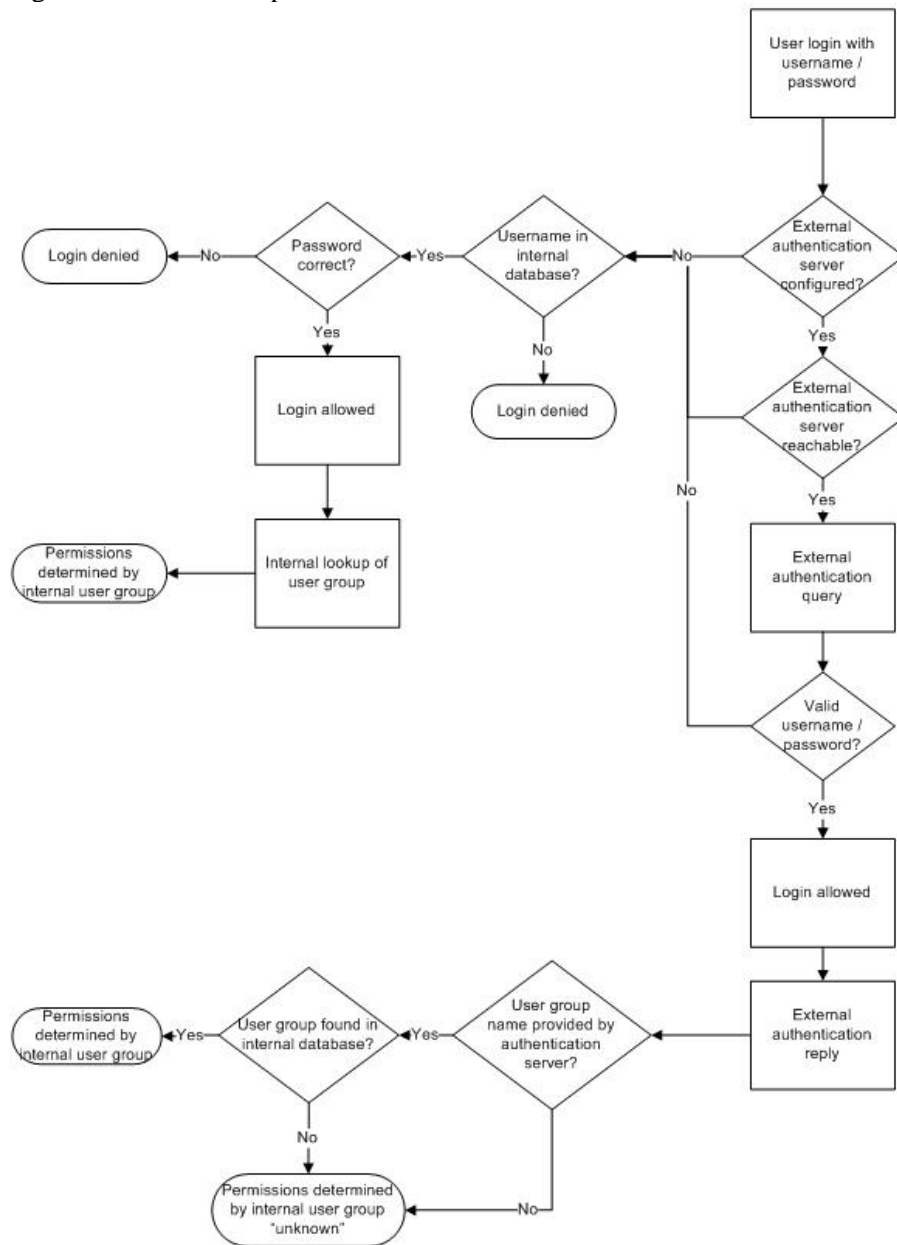 User login with
username /
password
External
authentication
server
configured?
No
Username in
internal
database?
Yes
Password
correct?
No
Login denied
Yes
No
Yes
External
authentication
server
reachable?
Login allowed
Login denied
No
Yes
Internal lookup of
user group
Permissions
determined by
internal user group
External
authentication
query
Valid
username /
password?
Yes
Login allowed
External
authentication
reply
User group
name provided by
authentication
server?
Yes
User group found in
internal database?
Yes
Permissions
determined by
internal user group
No
No
Permissions determined
by internal user group
“unknown”